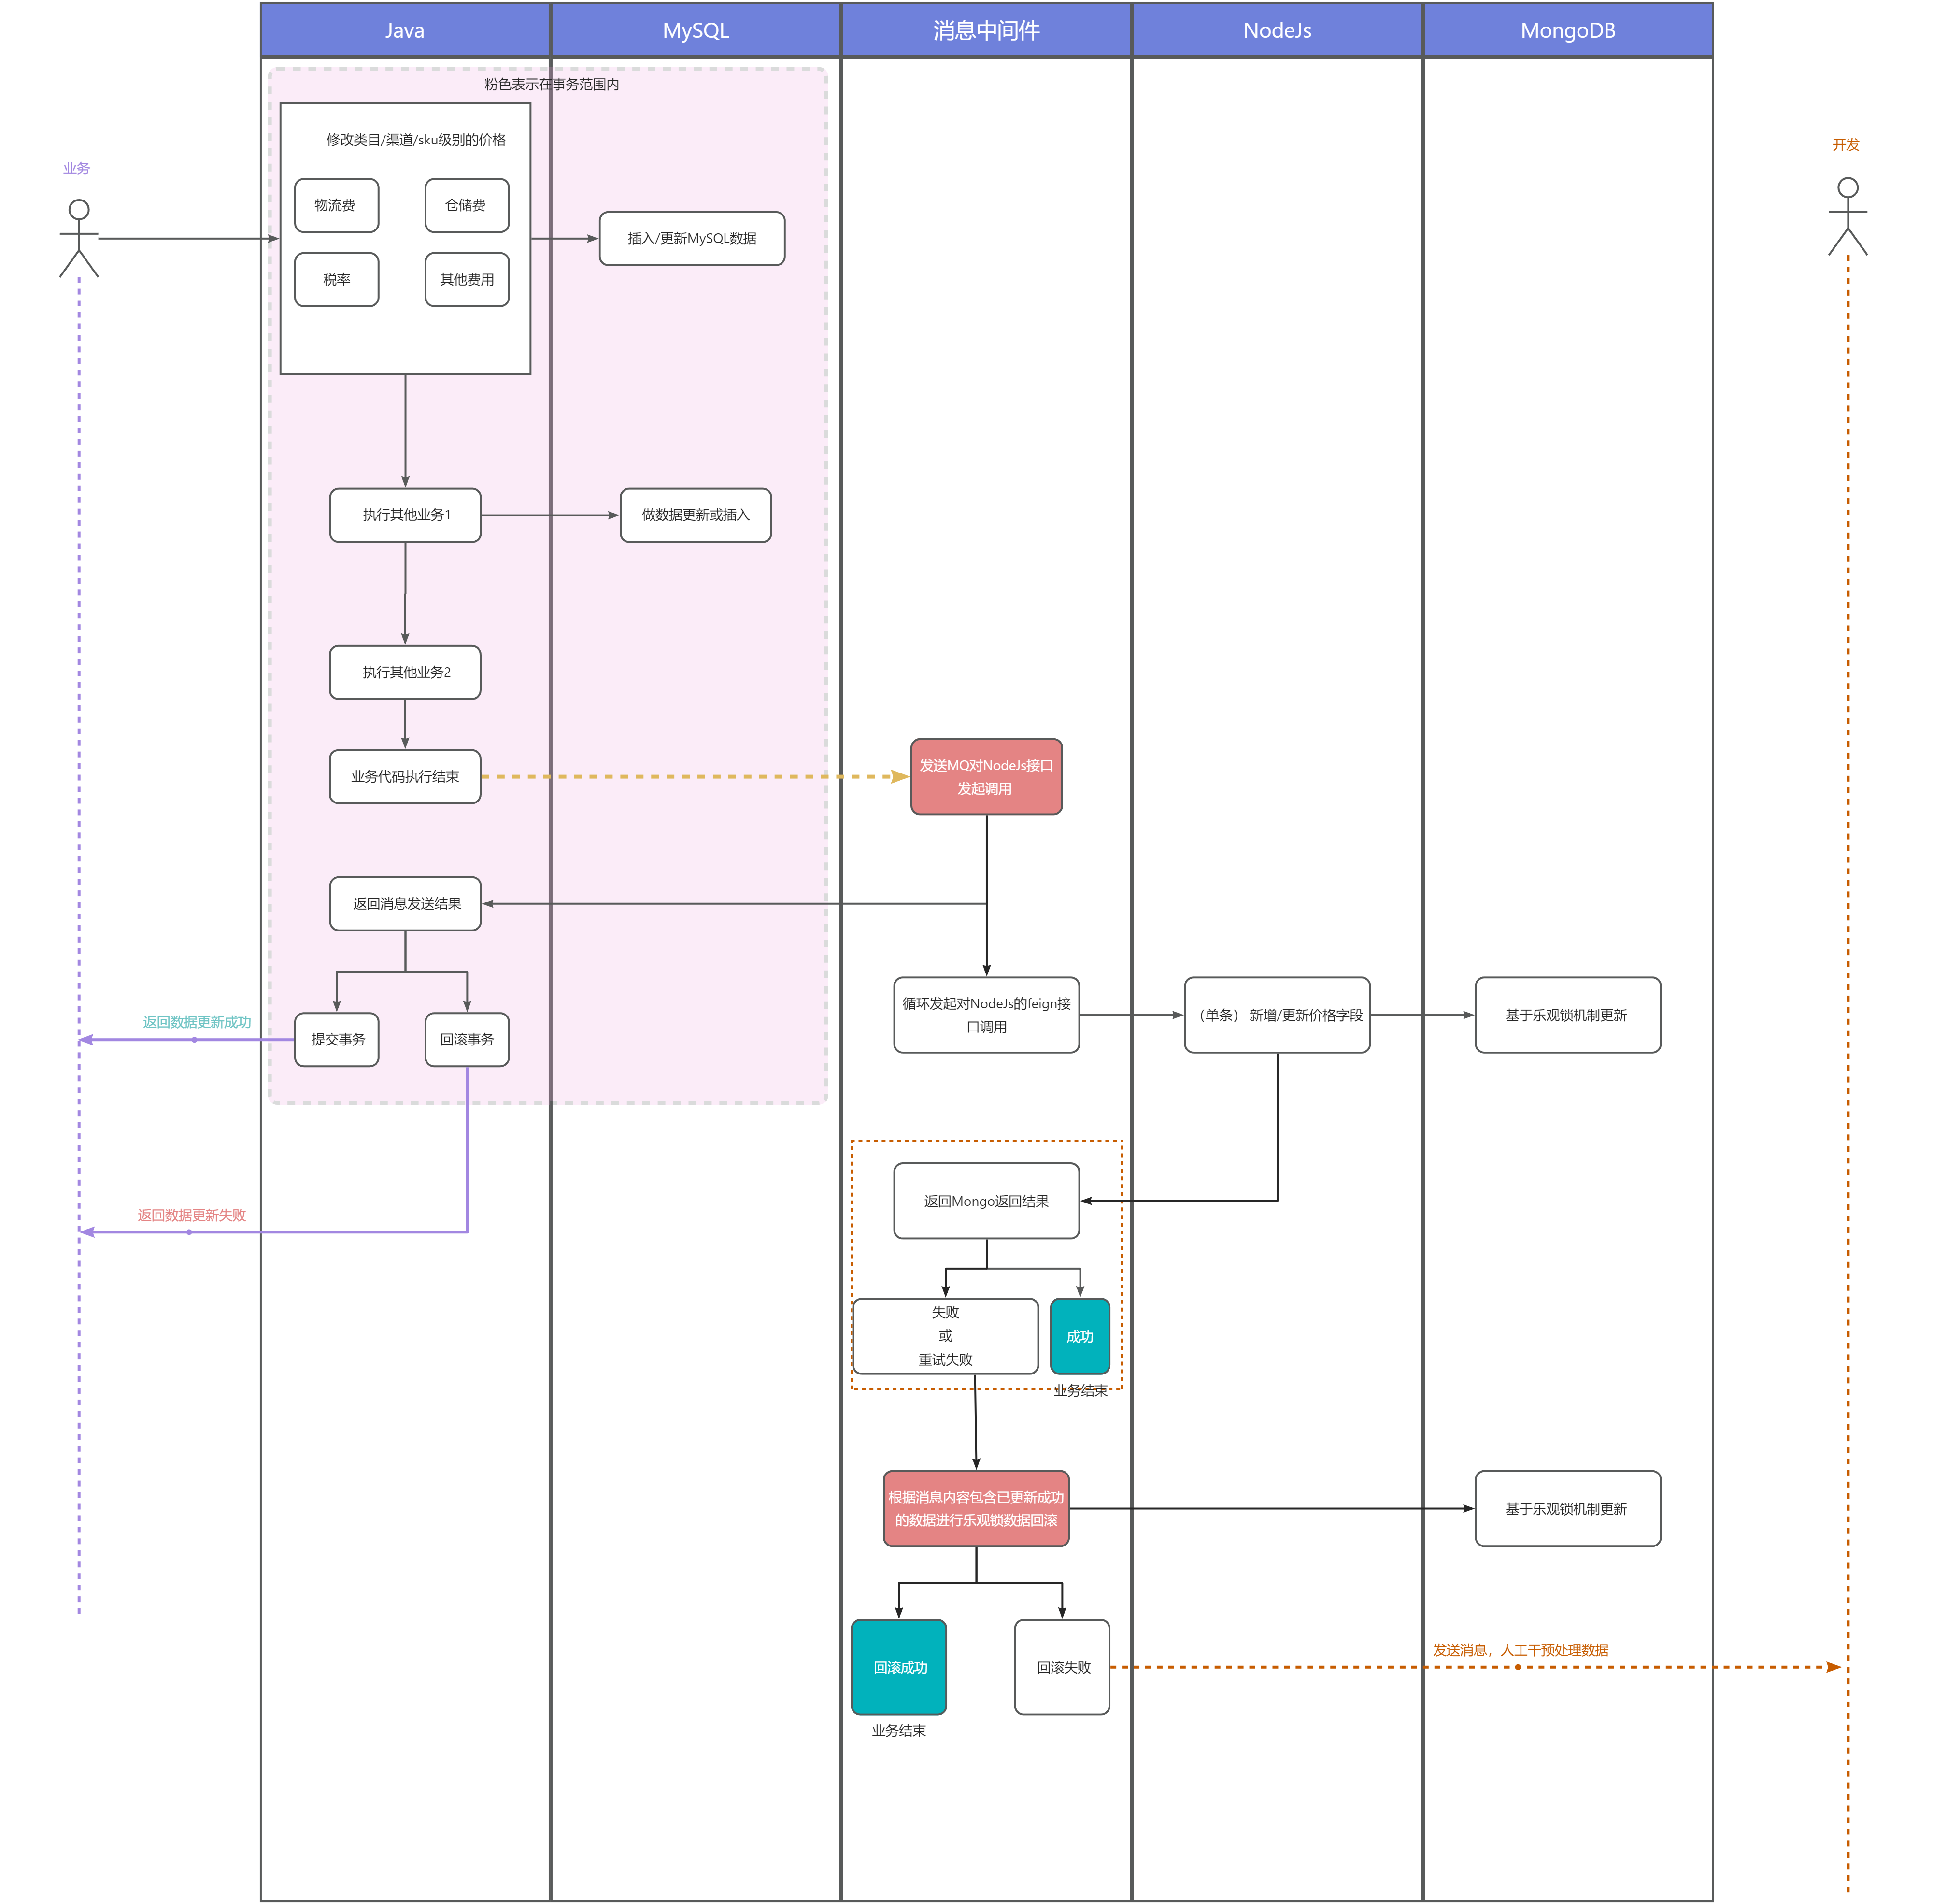 Java
MySQL
消息中间件
NodeJs
MongoDB
粉色表示在事务范围内
修改类目/渠道/sku级别的价格
开发
业务
物流费
仓储费
插入/更新MySQL数据
税率
其他费用
执行其他业务1
做数据更新或插入
执行其他业务2
业务代码执行结束
发送MQ对NodeJs接口
发起调用
返回消息发送结果
循环发起对NodeJs的feign接
口调用
（单条） 新增/更新价格字段
基于乐观锁机制更新
返回数据更新成功
提交事务
回滚事务
返回Mongo返回结果
返回数据更新失败
失败
或
重试失败
成功
业务结束
根据消息内容包含已更新成功
的数据进行乐观锁数据回滚
基于乐观锁机制更新
发送消息，人工干预处理数据
回滚成功
回滚失败
业务结束